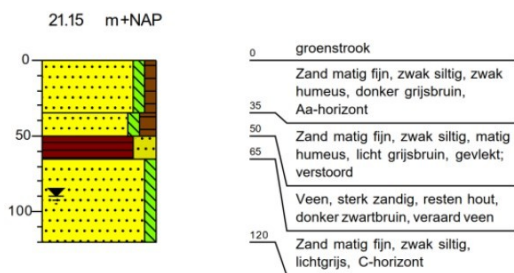 21.15 m+NAP
0
50
100
0 groenstrook
Zand matig fijn, zwak siltig, zwak
humeus, donker grijsbruin,
Aa-horizont
35
Zand matig fijn, zwak siltig, matig
humeus, licht grijsbruin, gevlekt;
verstoord
50
65
Veen, sterk zandig, resten hout,
donker zwartbruin, veraard veen
120
Zand matig fijn, zwak siltig,
lichtgrijs, C-horizont